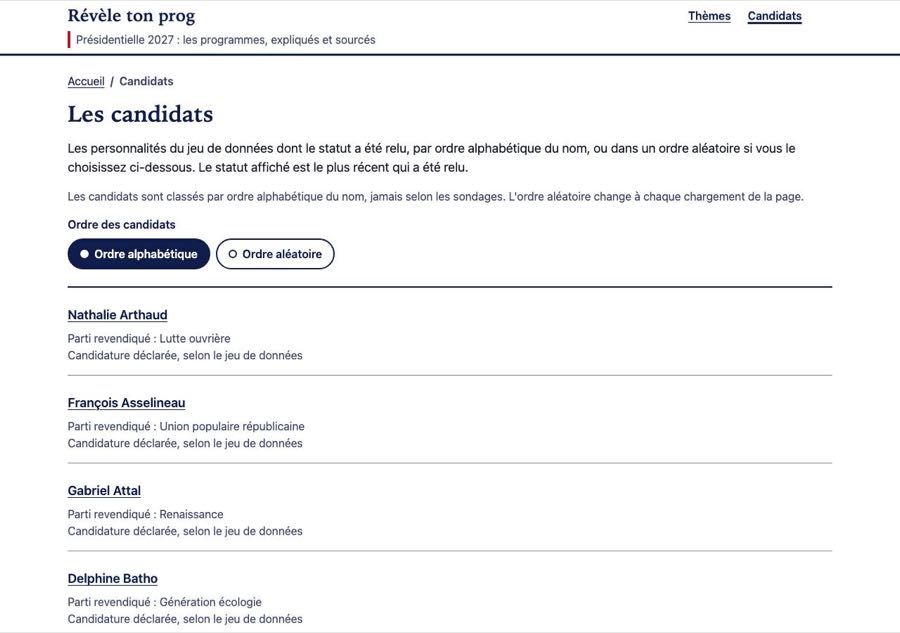 Révèle ton prog
Thèmes
Candidats
Présidentielle 2027 : les programmes, expliqués et sourcés
Accueil / Candidats
Les candidats
Les personnalités du jeu de données dont le statut a été relu, par ordre alphabétique du nom, ou dans un ordre aléatoire si vous le
choisissez ci-dessous. Le statut affiché est le plus récent qui a été relu.
Les candidats sont classés par ordre alphabétique du nom, jamais selon les sondages. L'ordre aléatoire change à chaque chargement de la page.
Ordre des candidats
Ordre alphabétique
Ordre aléatoire
Nathalie Arthaud
Parti revendiqué : Lutte ouvrière
Candidature déclarée, selon le jeu de données
François Asselineau
Parti revendiqué : Union populaire républicaine
Candidature déclarée, selon le jeu de données
Gabriel Attal
Parti revendiqué : Renaissance
Candidature déclarée, selon le jeu de données
Delphine Batho
Parti revendiqué : Génération écologie
Candidature déclarée, selon le jeu de données